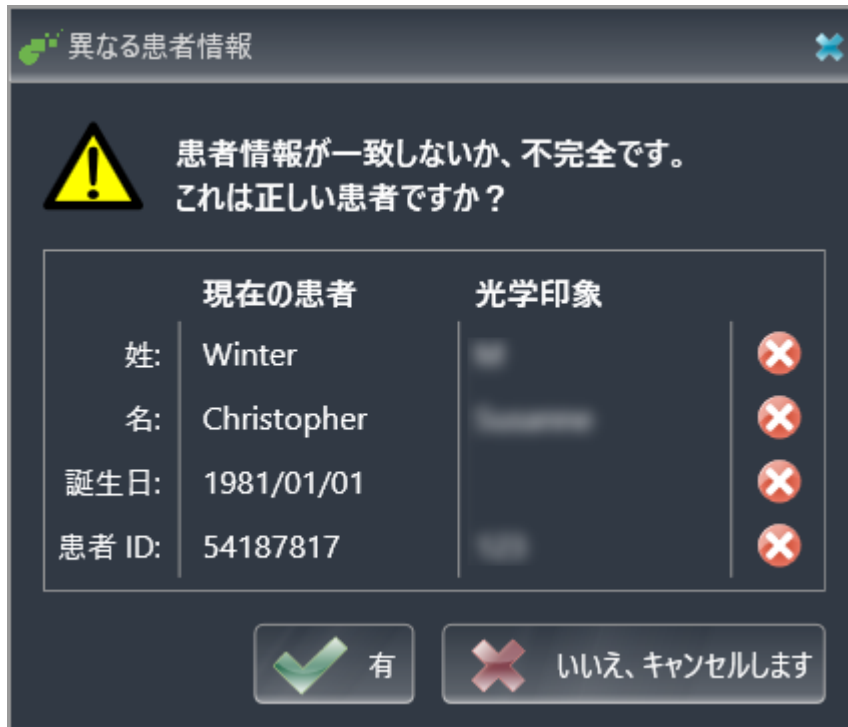 異なる患者情報
患者情報が一致しないか、不完全です。
これは正しい患者ですか？
現在の患者 光学印象
姓: Winter
名: Christopher
誕生日: 1981/01/01
患者 ID: 54187817
有 いいえ、キャンセルします